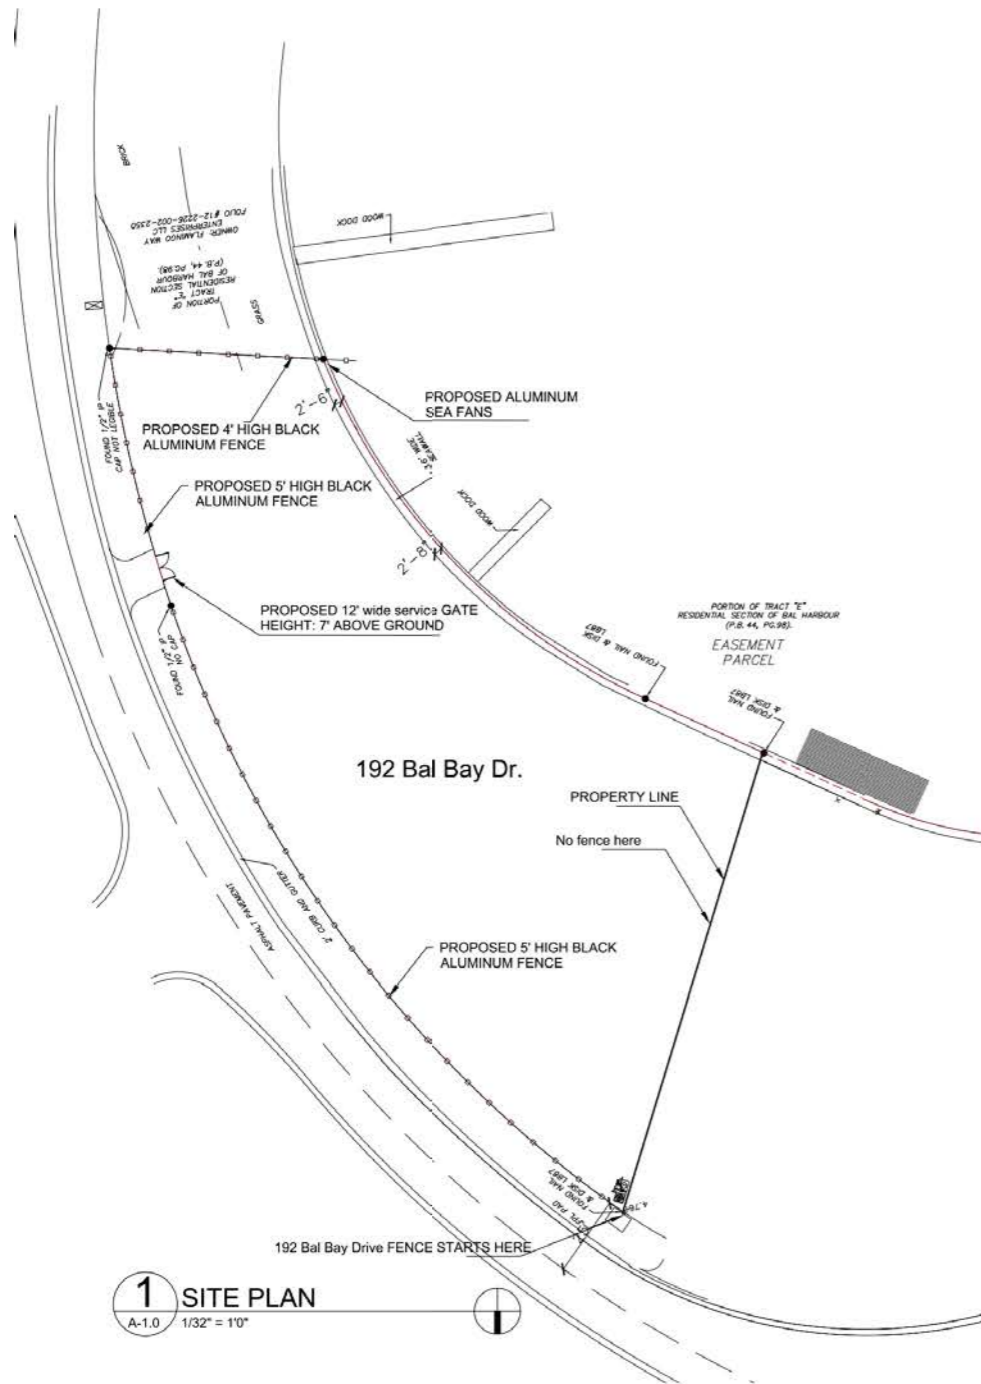 BRICK
FOLIO #12-2226-002-2350
ENTERPRISES LLC
OWNER: FLAMINGO WAY
(P.B. 44, PG.98).
OF BAL HARBOUR
RESIDENTIAL SECTION
TRACT "E"
PORTION OF
GRASS
WOOD DOCK
PROPOSED ALUMINUM
SEA FANS
2'-6"
PROPOSED 4' HIGH BLACK
ALUMINUM FENCE
FOUND 1/2" IP
CAP NOT LEGIBLE
SEAWALL
PROPOSED 5' HIGH BLACK
ALUMINUM FENCE
WOOD DOCK
2'-8"
PROPOSED 12' wide service GATE
HEIGHT: 7' ABOVE GROUND
FOUND 1/2" IP
NO CAP
PORTION OF TRACT "E"
RESIDENTIAL SECTION OF BAL HARBOUR
(P.B. 44, PG.98).
EASEMENT
PARCEL
FOUND NAIL & DISK
LB87
FOUND NAIL
& DISK LB87
192 Bal Bay Dr.
PROPERTY LINE
No fence here
2' CURB AND GUTTER
ASPHALT PAVEMENT
PROPOSED 5' HIGH BLACK
ALUMINUM FENCE
FOUND NAIL
& DISK LB87
FPL PAD
192 Bal Bay Drive FENCE STARTS HERE
1
A-1.0
SITE PLAN
1/32" = 1'0"